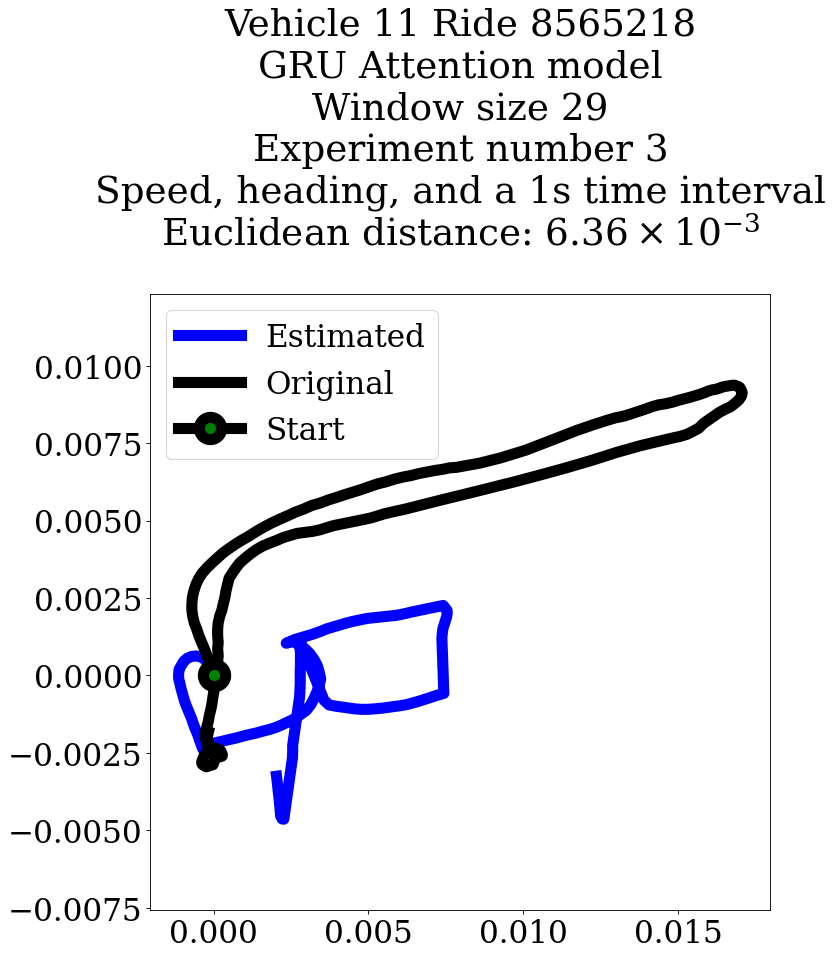 Vehicle 11 Ride 8565218
GRU Attention model
Window size 29
Experiment number 3
Speed, heading, and a 1s time interval
Euclidean distance: 6.36 × 10⁻³
Estimated
Original
Start
0.0100
0.0075
0.0050
0.0025
0.0000
−0.0025
−0.0050
−0.0075
0.000 0.005 0.010 0.015